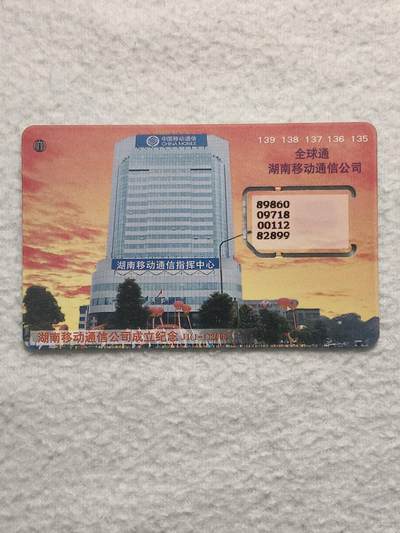 中国移动通信
CHINA MOBILE
139 138 137 136 135
全球通
湖南移动通信公司
89860
09718
00112
82899
湖南移动通信指挥中心
湖南移动通信公司成立纪念